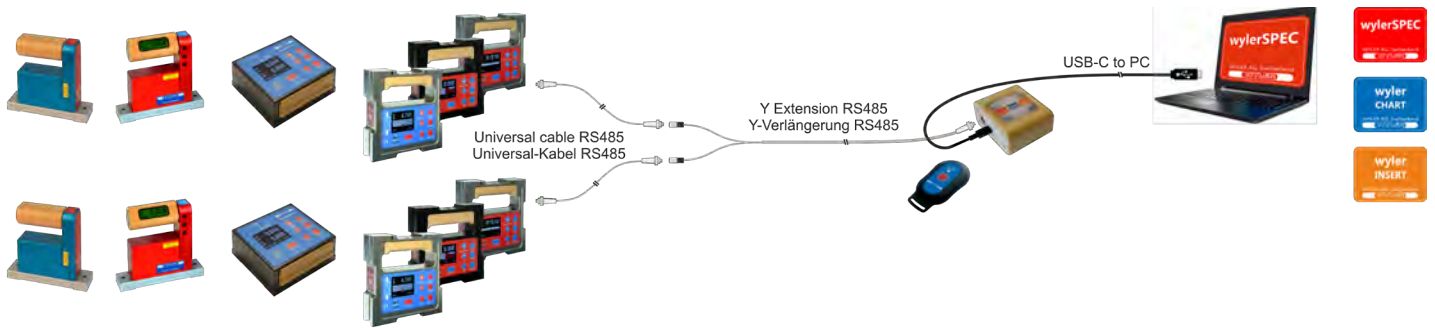 USB-C to PC
Y Extension RS485
Y-Verlängerung RS485
Universal cable RS485
Universal-Kabel RS485
wylerSPEC
wylerSPEC
wyler
CHART
wyler
INSERT